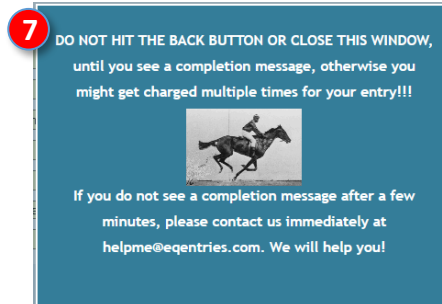 7
DO NOT HIT THE BACK BUTTON OR CLOSE THIS WINDOW,
until you see a completion message, otherwise you
might get charged multiple times for your entry!!!
If you do not see a completion message after a few
minutes, please contact us immediately at
helpme@eqentries.com. We will help you!